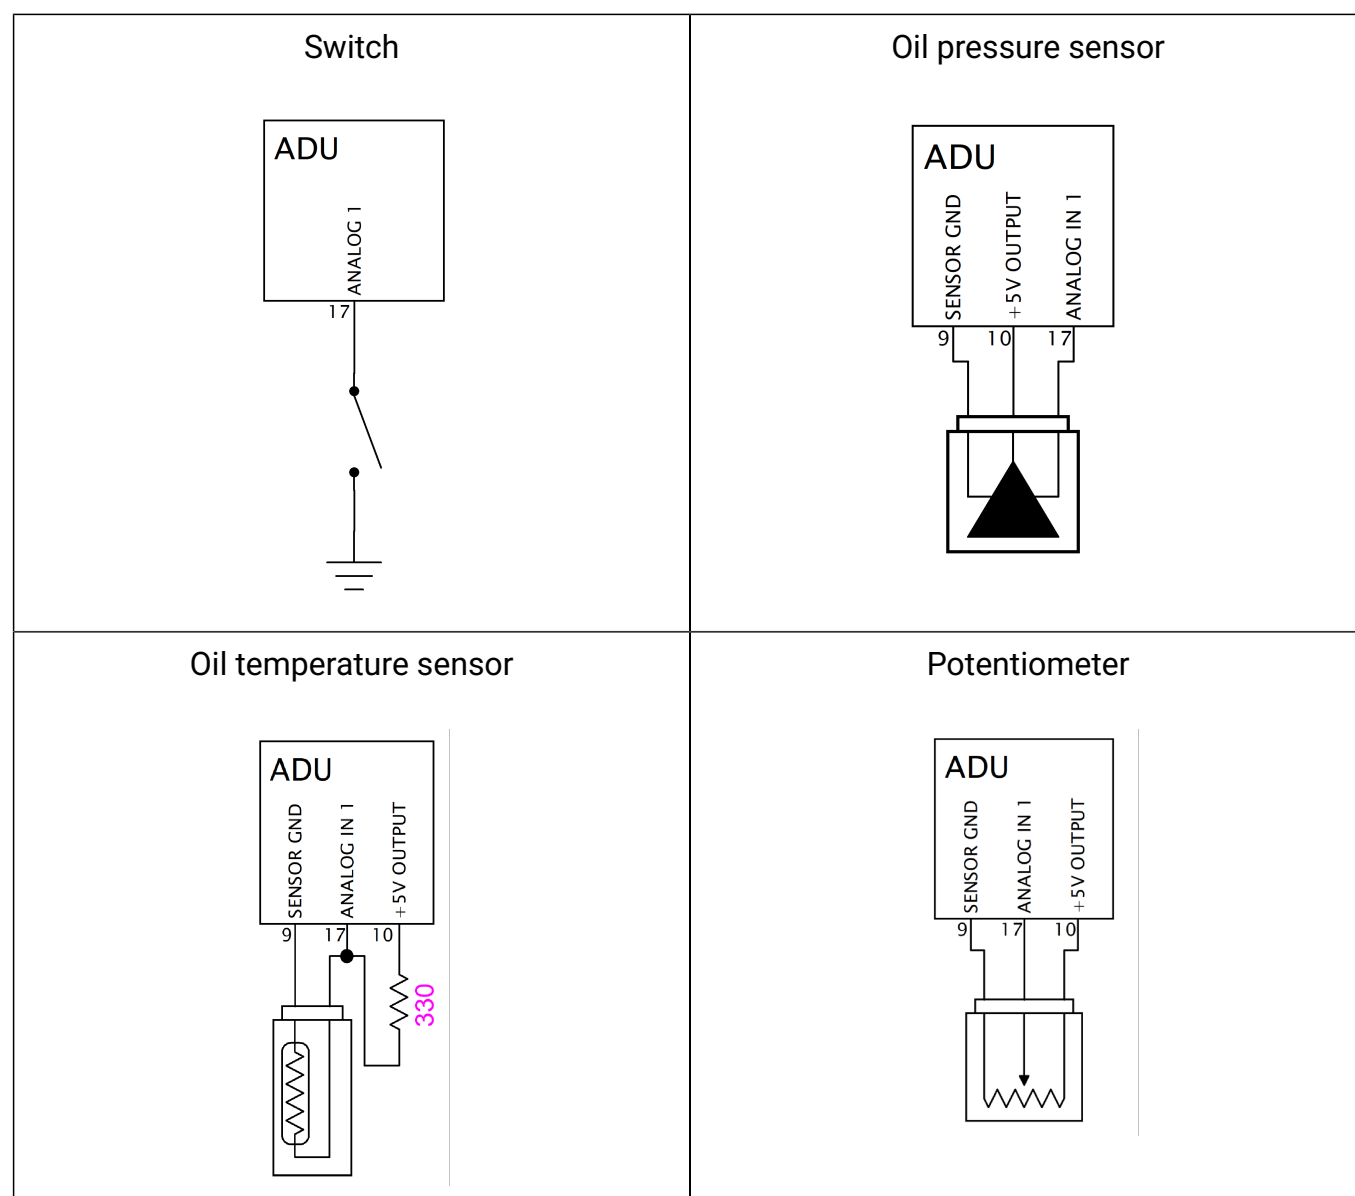 Switch
ADU
ANALOG 1
17
Oil pressure sensor
ADU
SENSOR GND
+5V OUTPUT
ANALOG IN 1
9
10
17
Oil temperature sensor
ADU
SENSOR GND
ANALOG IN 1
+5V OUTPUT
9
17
10
330
Potentiometer
ADU
SENSOR GND
ANALOG IN 1
+5V OUTPUT
9
17
10